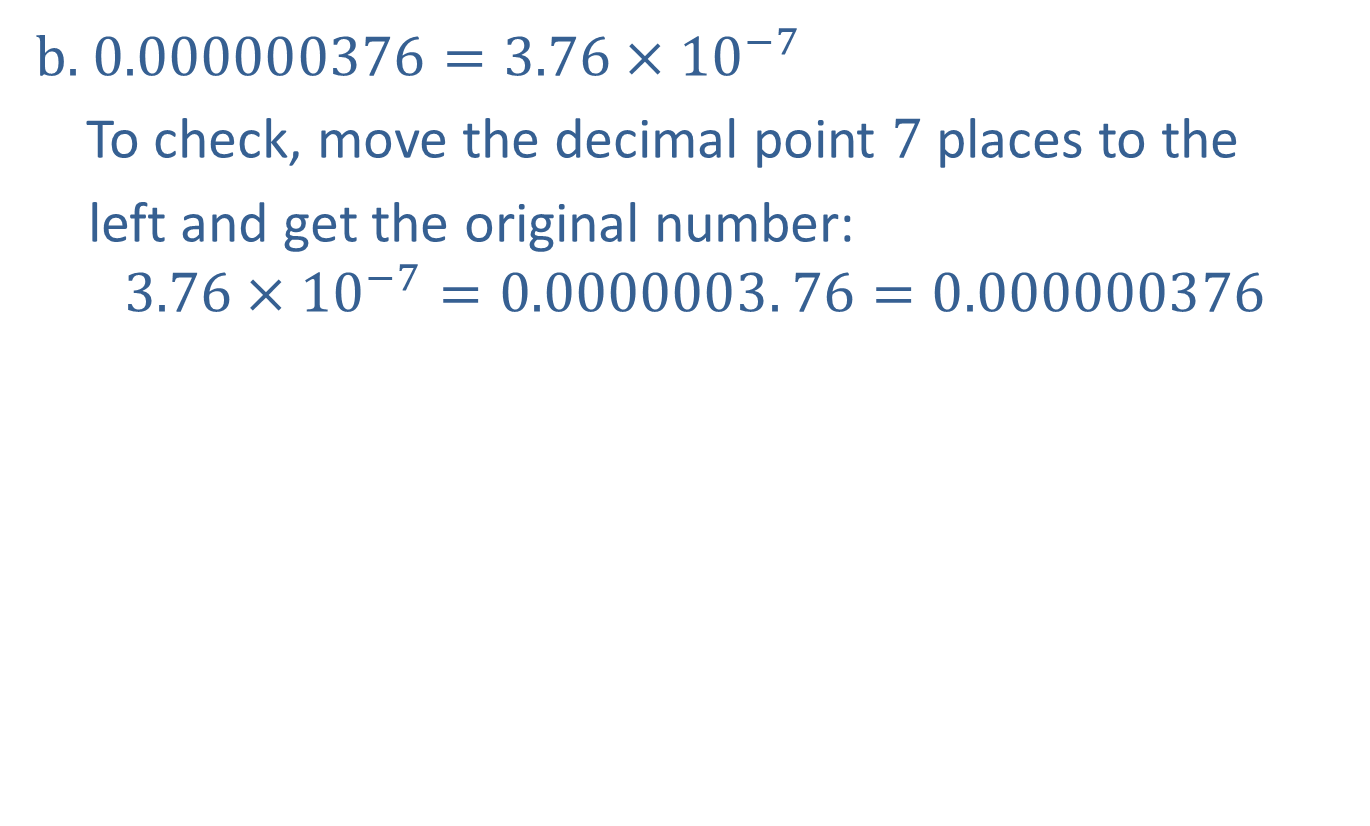 b. 0.000000376 = 3.76 × 10⁻⁷
To check, move the decimal point 7 places to the
left and get the original number:
3.76 × 10⁻⁷ = 0.0000003. 76 = 0.000000376